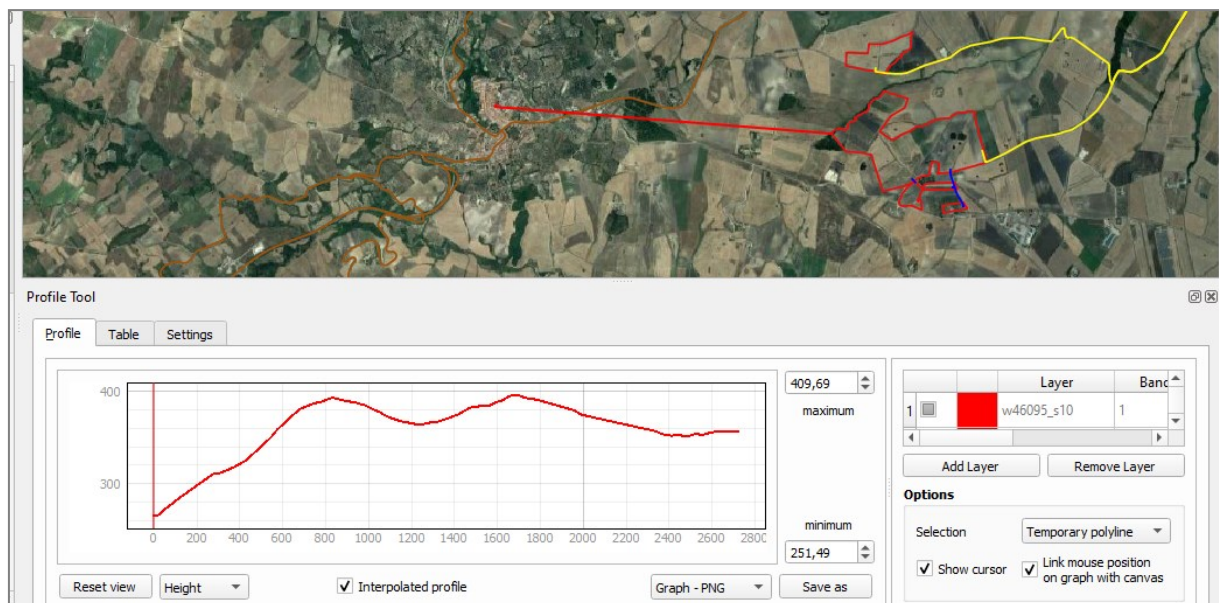 Profile Tool
Profile Table Settings
400
300
0 200 400 600 800 1000 1200 1400 1600 1800 2000 2200 2400 2600 2800
409,69
maximum
minimum
251,49
Layer Band
1 w46095_s10 1
Add Layer Remove Layer
Options
Selection Temporary polyline
Show cursor Link mouse position
on graph with canvas
Reset view Height Interpolated profile Graph - PNG Save as